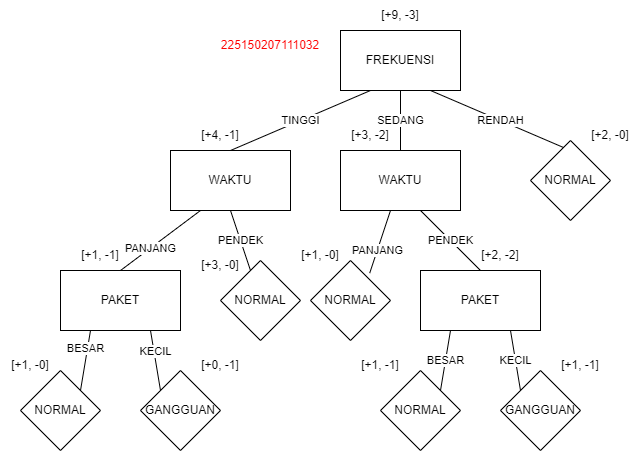 [+9, -3]
225150207111032
FREKUENSI
TINGGI
SEDANG
RENDAH
[+4, -1]
[+3, -2]
[+2, -0]
WAKTU
WAKTU
NORMAL
PANJANG
PENDEK
PANJANG
PENDEK
[+1, -1]
[+3, -0]
[+1, -0]
[+2, -2]
PAKET
NORMAL
NORMAL
PAKET
BESAR
KECIL
BESAR
KECIL
[+1, -0]
[+0, -1]
[+1, -1]
[+1, -1]
NORMAL
GANGGUAN
NORMAL
GANGGUAN